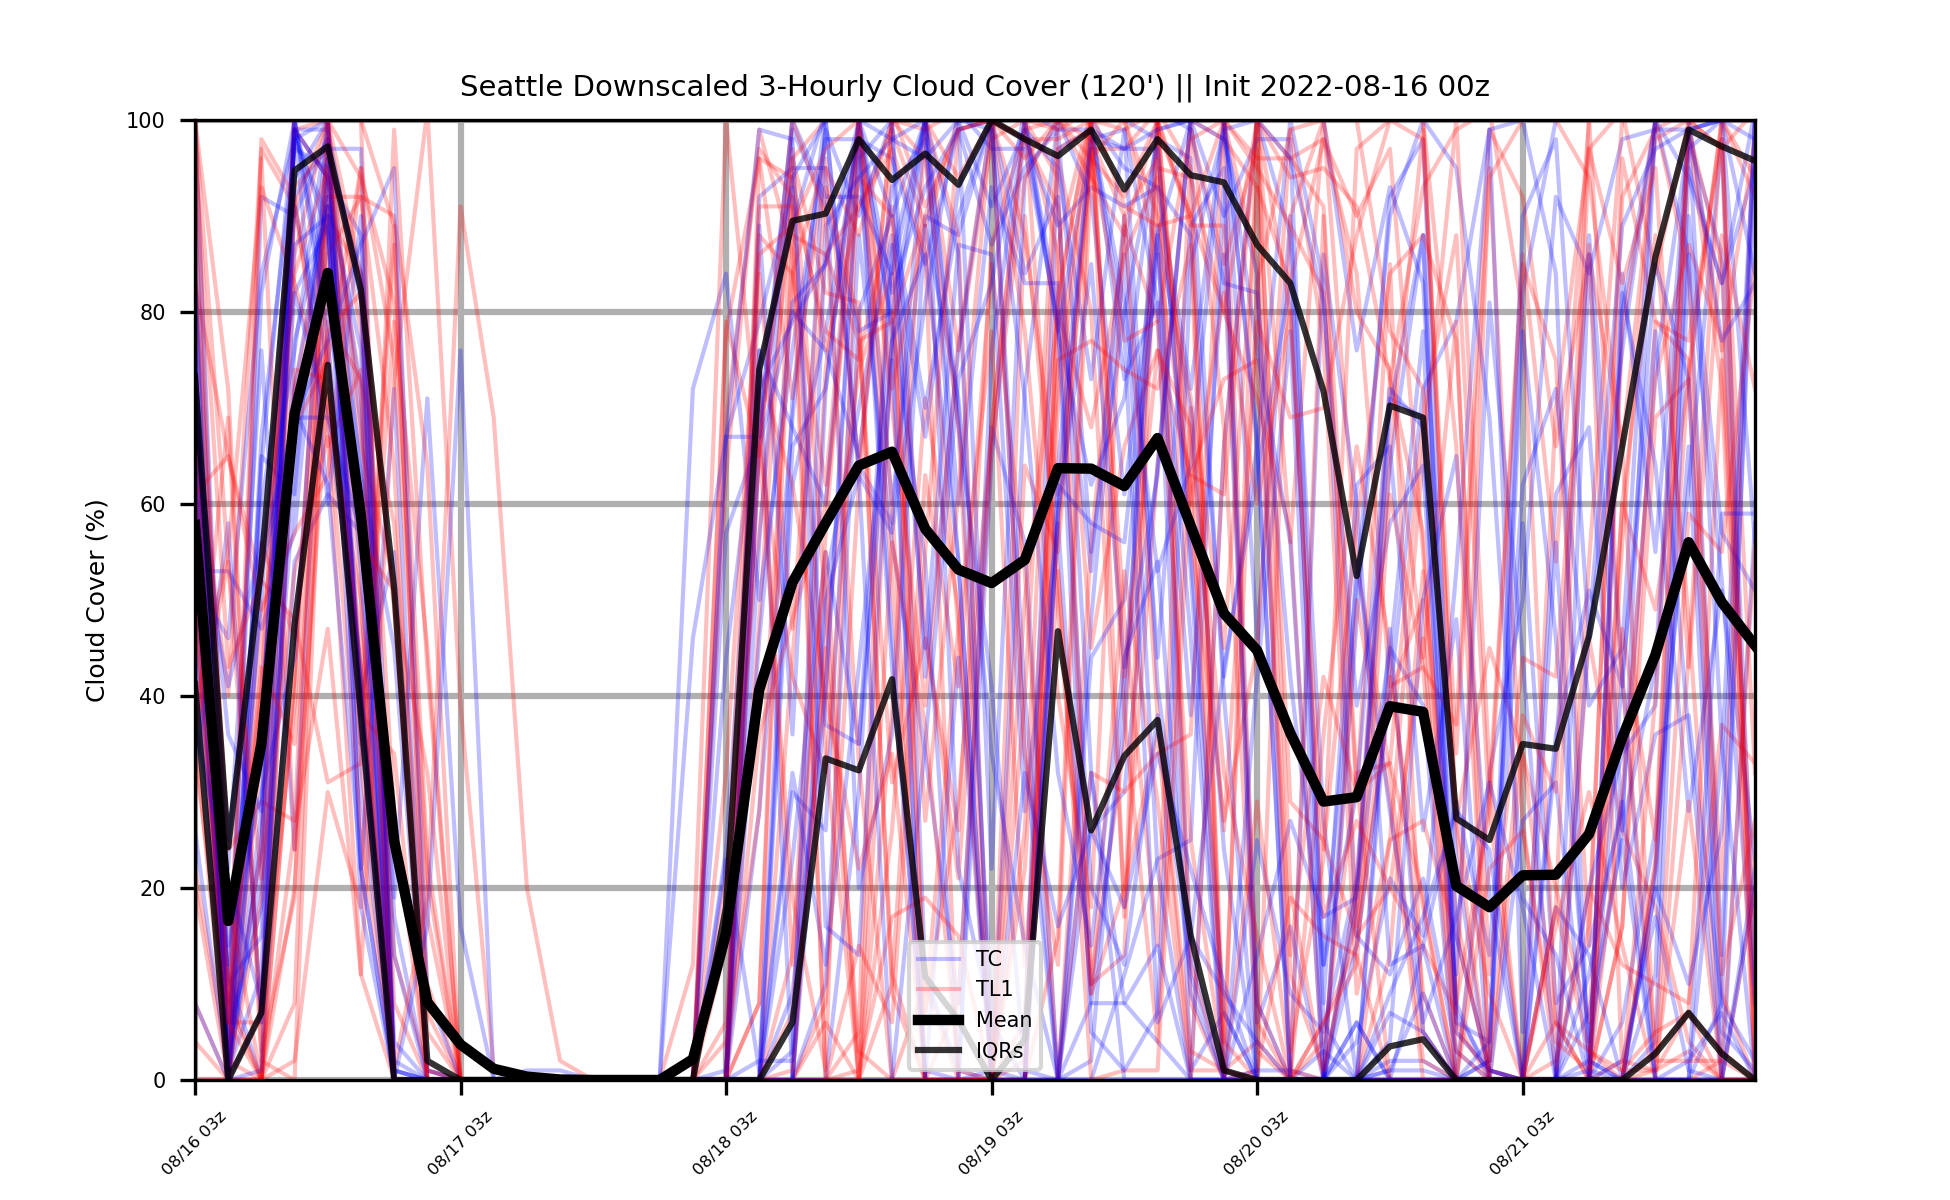 Seattle Downscaled 3-Hourly Cloud Cover (120') || Init 2022-08-16 00z
Cloud Cover (%)
100
80
60
40
20
0
TC
TL1
Mean
IQRs
08/16 03z
08/17 03z
08/18 03z
08/19 03z
08/20 03z
08/21 03z